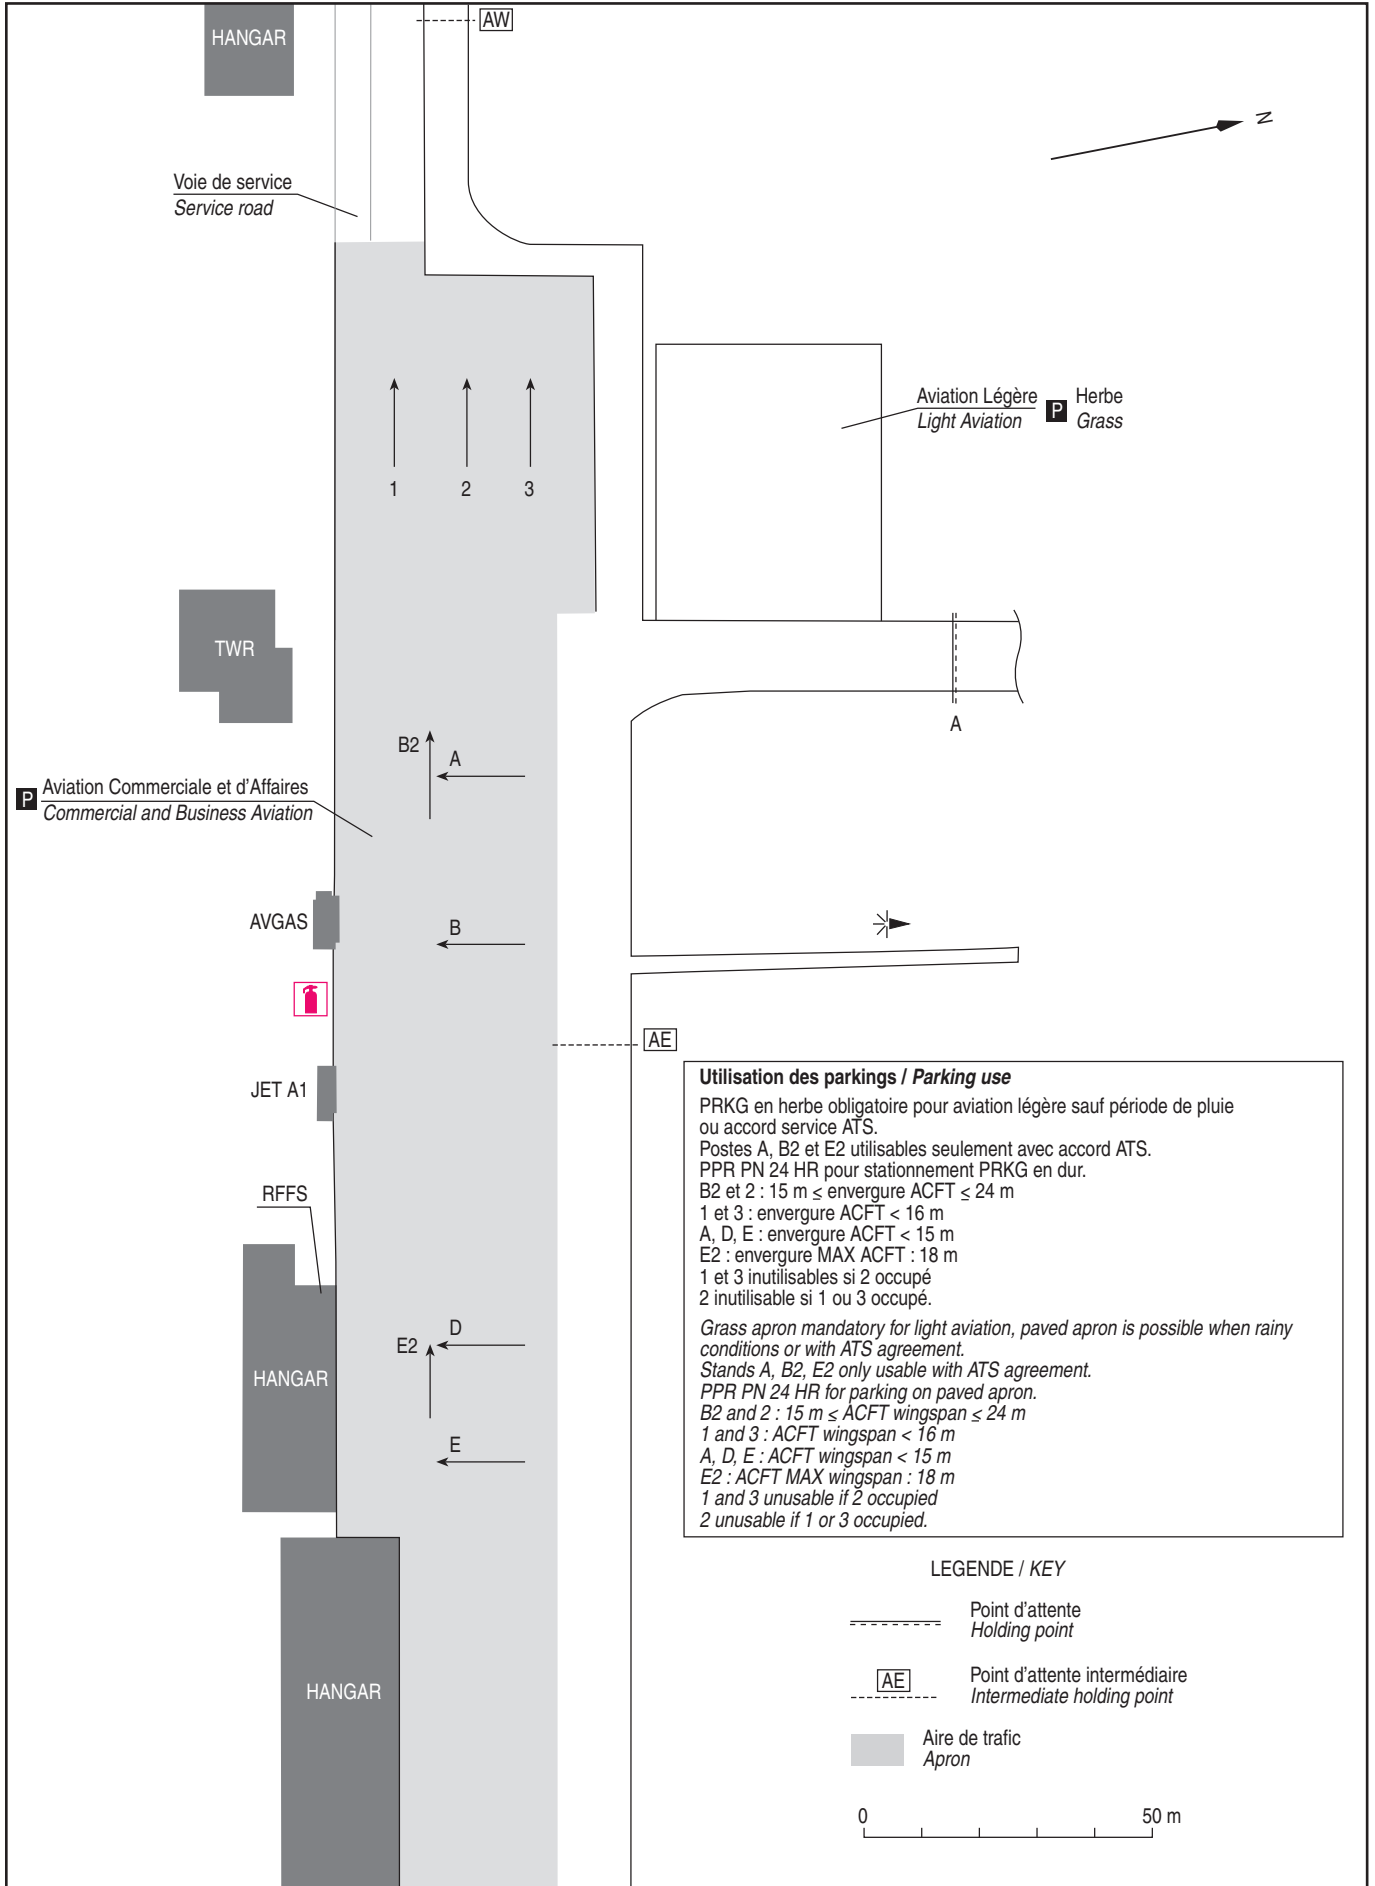 HANGAR
AW
N
Voie de service
Service road
Aviation Légère
Light Aviation
P
Herbe
Grass
1
2
3
TWR
A
B2
A
P
Aviation Commerciale et d'Affaires
Commercial and Business Aviation
AVGAS
B
AE
JET A1
RFFS
HANGAR
D
E2
E
HANGAR
Utilisation des parkings / Parking use
PRKG en herbe obligatoire pour aviation légère sauf période de pluie
ou accord service ATS.
Postes A, B2 et E2 utilisables seulement avec accord ATS.
PPR PN 24 HR pour stationnement PRKG en dur.
B2 et 2 : 15 m ≤ envergure ACFT ≤ 24 m
1 et 3 : envergure ACFT < 16 m
A, D, E : envergure ACFT < 15 m
E2 : envergure MAX ACFT : 18 m
1 et 3 inutilisables si 2 occupé
2 inutilisable si 1 ou 3 occupé.
Grass apron mandatory for light aviation, paved apron is possible when rainy
conditions or with ATS agreement.
Stands A, B2, E2 only usable with ATS agreement.
PPR PN 24 HR for parking on paved apron.
B2 and 2 : 15 m ≤ ACFT wingspan ≤ 24 m
1 and 3 : ACFT wingspan < 16 m
A, D, E : ACFT wingspan < 15 m
E2 : ACFT MAX wingspan : 18 m
1 and 3 unusable if 2 occupied
2 unusable if 1 or 3 occupied.
LEGENDE / KEY
Point d'attente
Holding point
AE
Point d'attente intermédiaire
Intermediate holding point
Aire de trafic
Apron
0 50 m